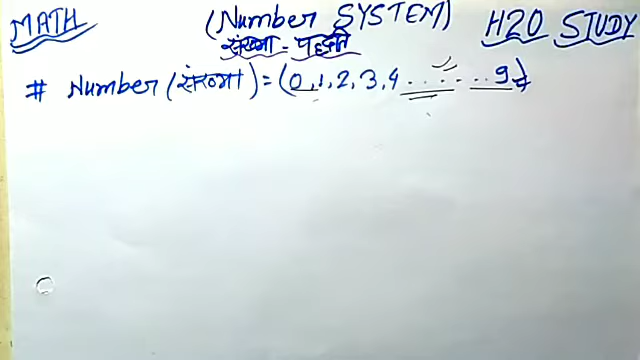 MATH (Number SYSTEM) H2O STUDY
संख्या = पद्धति
# Number (संख्या) = (0,1,2,3,4.........9)